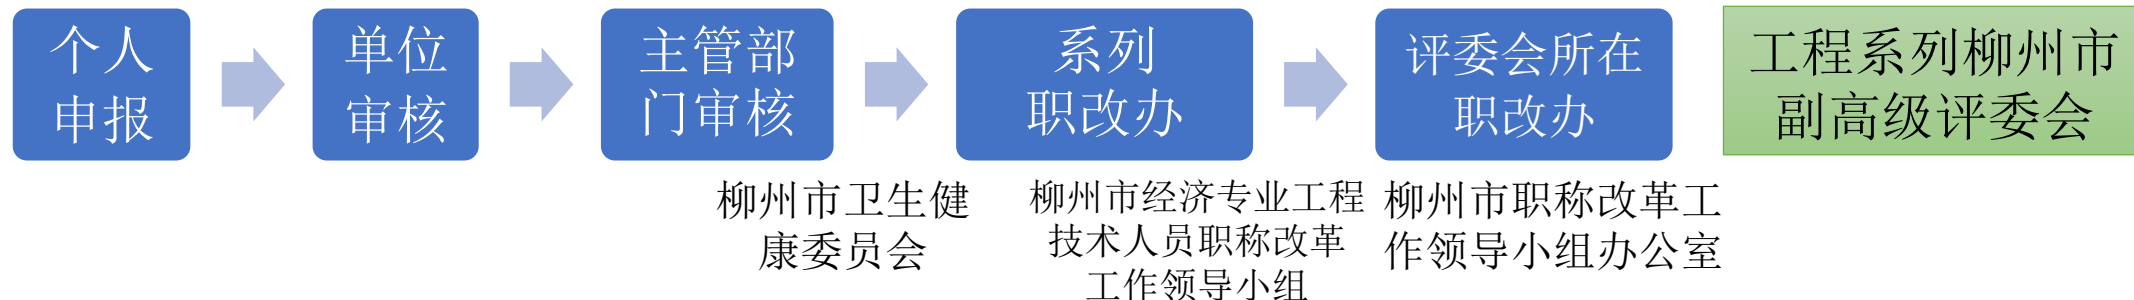 个人
申报
单位
审核
主管部
门审核
系列
职改办
评委会所在
职改办
工程系列柳州市
副高级评委会
柳州市卫生健
康委员会
柳州市经济专业工程
技术人员职称改革
工作领导小组
柳州市职称改革工
作领导小组办公室